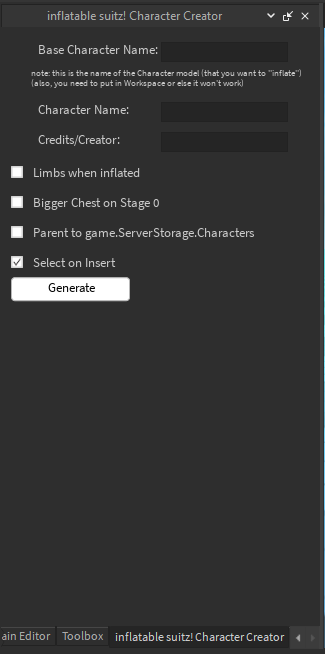 inflatable suitz! Character Creator
Base Character Name:
note: this is the name of the Character model (that you want to "inflate")
(also, you need to put in Workspace or else it won't work)
Character Name:
Credits/Creator:
Limbs when inflated
Bigger Chest on Stage 0
Parent to game.ServerStorage.Characters
Select on Insert
Generate
ain Editor Toolbox inflatable suitz! Character Creator